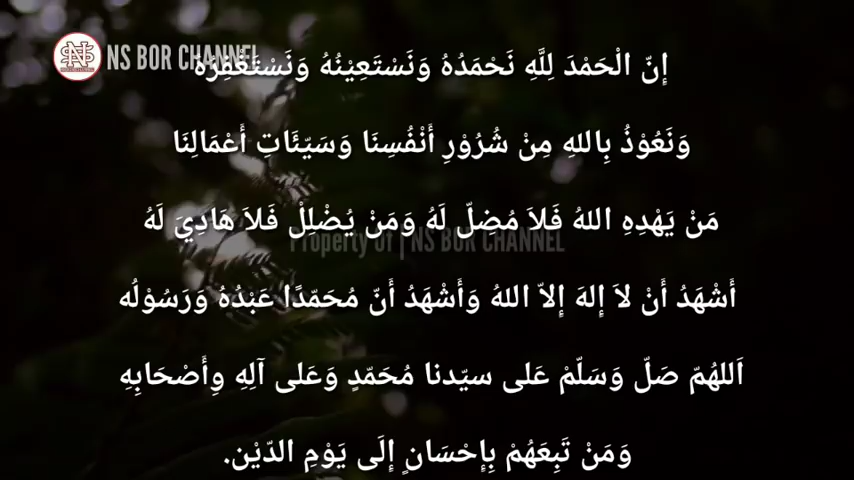 NS BOR CHANNEL
إِنّ الْحَمْدَ لِلَّهِ نَحْمَدُهُ وَنَسْتَعِيْنُهُ وَنَسْتَغْفِرُهُ
وَنَعُوْذُ بِاللهِ مِنْ شُرُوْرِ أَنْفُسِنَا وَسَيّئَاتِ أَعْمَالِنَا
مَنْ يَهْدِهِ اللهُ فَلاَ مُضِلّ لَهُ وَمَنْ يُضْلِلْ فَلاَ هَادِيَ لَهُ
Property of | NS BOR CHANNEL
أَشْهَدُ أَنْ لاَ إِلهَ إِلاّ اللهُ وَأَشْهَدُ أَنّ مُحَمّدًا عَبْدُهُ وَرَسُوْلُه
اَللهُمّ صَلّ وَسَلّمْ عَلى سيّدنا مُحَمّدٍ وَعَلى آلِهِ وِأَصْحَابِهِ
وَمَنْ تَبِعَهُمْ بِإِحْسَانٍ إِلَى يَوْمِ الدّيْن.